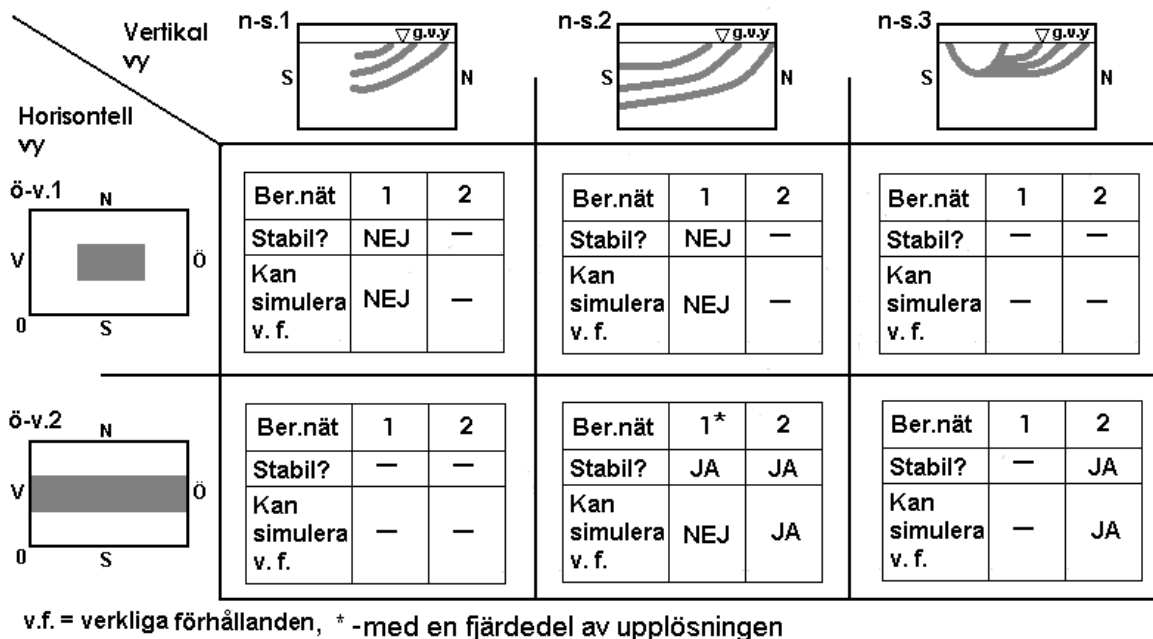 Vertikal
vy
Horisontell
vy
n-s.1
▽ g.v.y
S N
n-s.2
▽ g.v.y
n-s.3
▽ g.v.y
S N
ö-v.1
N
V Ö
0 S
Ber.nät 1 2
Stabil? NEJ –
Kan
simulera NEJ –
v. f.
Ber.nät 1 2
Stabil? NEJ –
Kan
simulera NEJ –
v. f.
Ber.nät 1 2
Stabil? – –
Kan
simulera – –
v. f.
ö-v.2
N
V Ö
0 S
Ber.nät 1 2
Stabil? – –
Kan
simulera – –
v. f.
Ber.nät 1* 2
Stabil? JA JA
Kan
simulera NEJ JA
v. f.
Ber.nät 1 2
Stabil? – JA
Kan
simulera – JA
v. f.
v.f. = verkliga förhållanden, * -med en fjärdedel av upplösningen